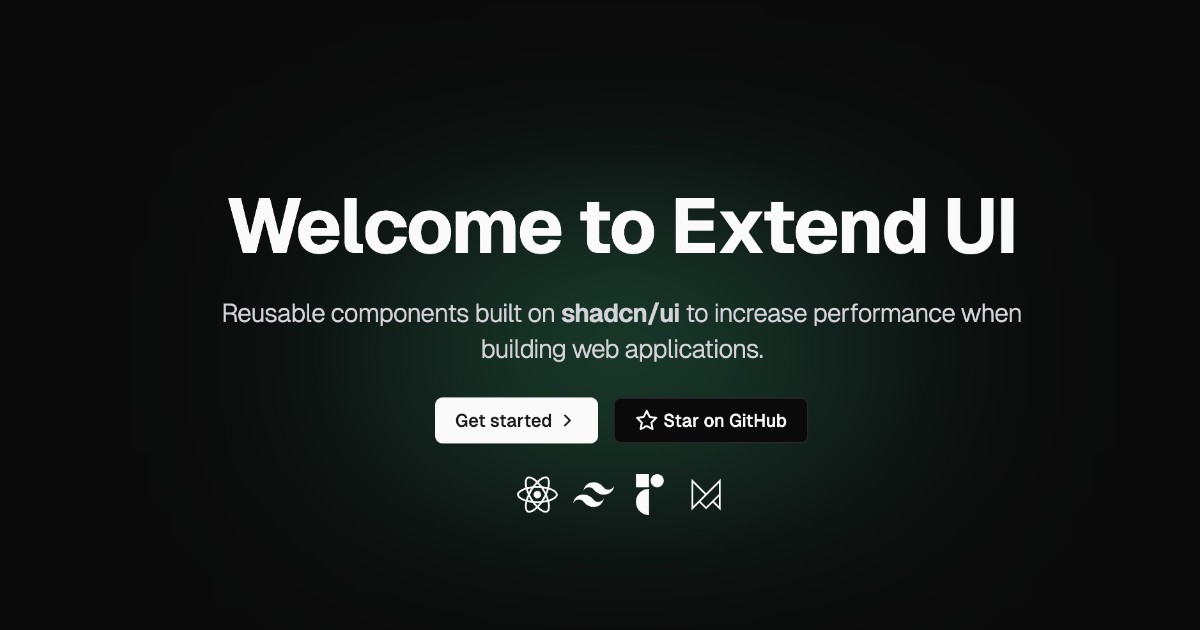 Welcome to Extend UI
Reusable components built on shadcn/ui to increase performance when
building web applications.
Get started
Star on GitHub